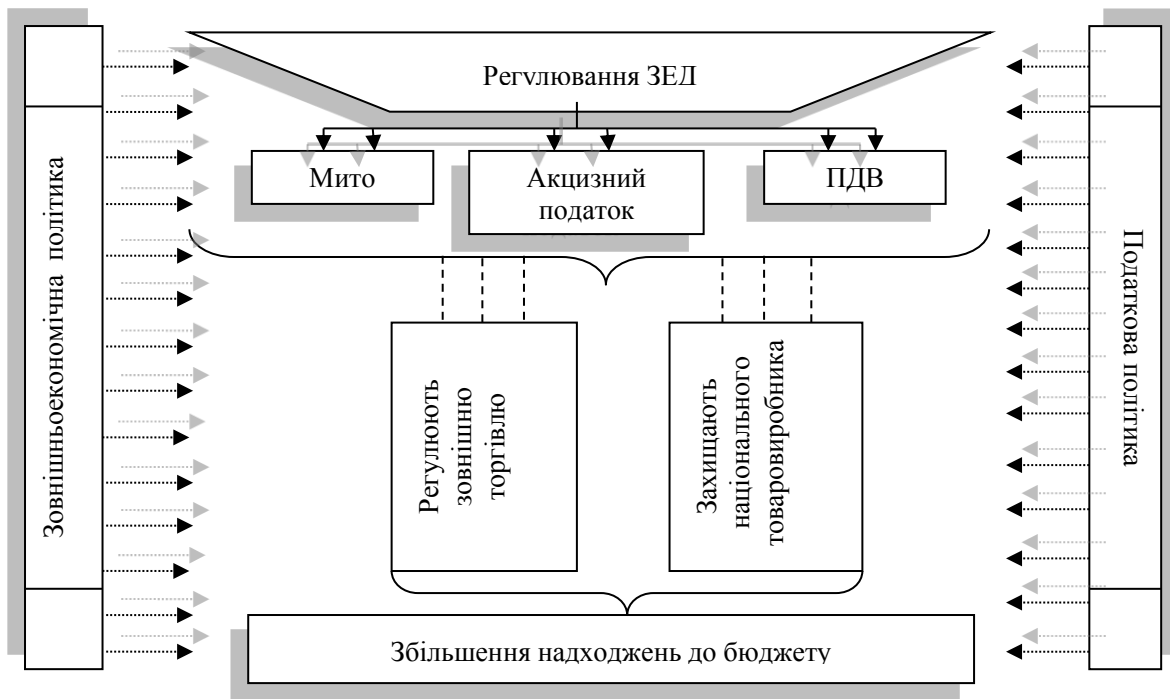 Регулювання ЗЕД
Мито
Акцизний
податок
ПДВ
Зовнішньоекономічна політика
Регулюють
зовнішню
торгівлю
Захищають
національного
товаровиробника
Податкова політика
Збільшення надходжень до бюджету